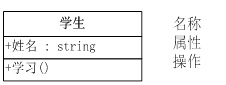 学生
+姓名 : string
+学习()
名称
属性
操作